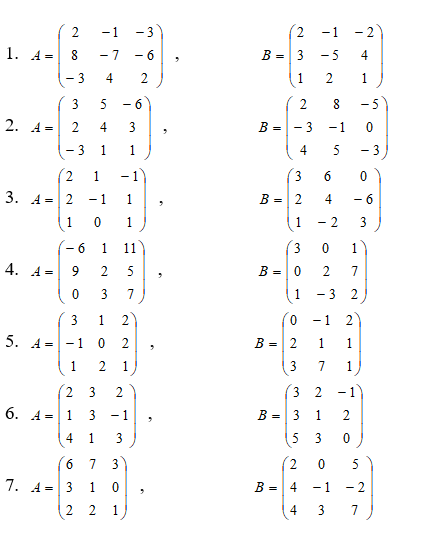 2 -1 -3 2 -1 -2
1. A = 8 -7 -6 , B = 3 -5 4
-3 4 2 1 2 1
3 5 -6 2 8 -5
2. A = 2 4 3 , B = -3 -1 0
-3 1 1 4 5 -3
2 1 -1 3 6 0
3. A = 2 -1 1 , B = 2 4 -6
1 0 1 1 -2 3
-6 1 11 3 0 1
4. A = 9 2 5 , B = 0 2 7
0 3 7 1 -3 2
3 1 2 0 -1 2
5. A = -1 0 2 , B = 2 1 1
1 2 1 3 7 1
2 3 2 3 2 -1
6. A = 1 3 -1 , B = 3 1 2
4 1 3 5 3 0
6 7 3 2 0 5
7. A = 3 1 0 , B = 4 -1 -2
2 2 1 4 3 7